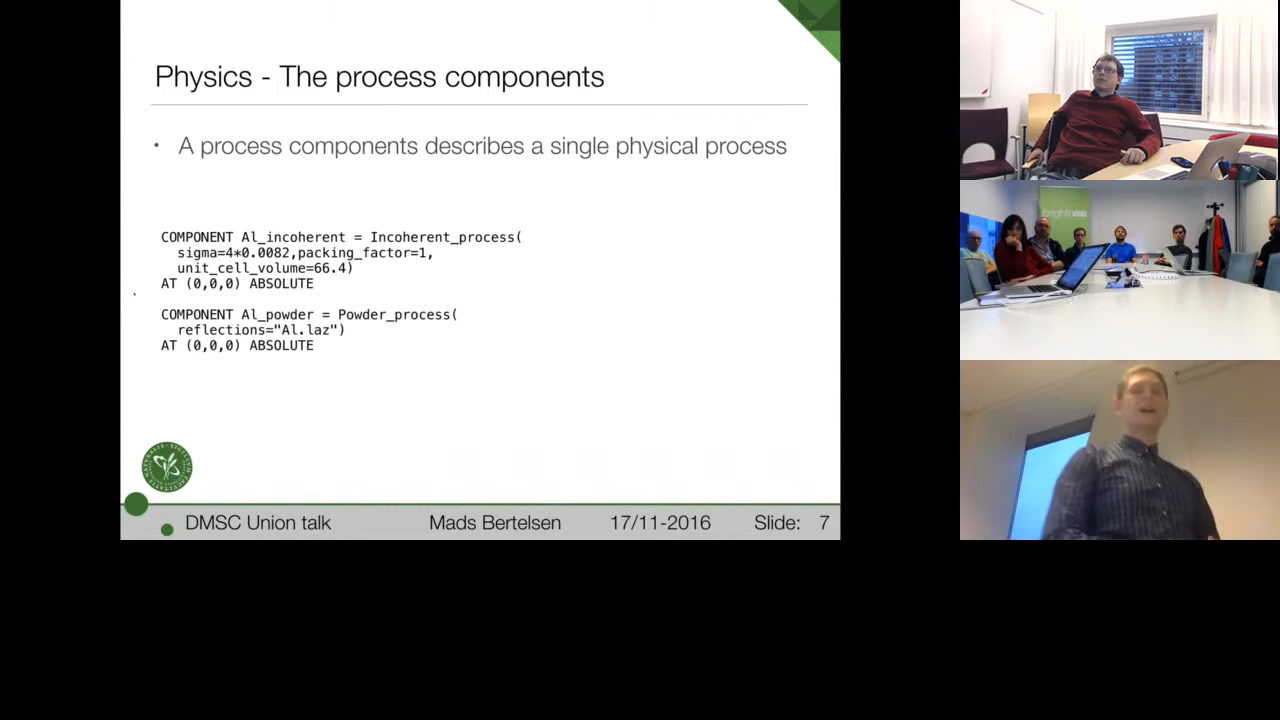 Physics - The process components
• A process components describes a single physical process
COMPONENT Al_incoherent = Incoherent_process(
sigma=4*0.0082,packing_factor=1,
unit_cell_volume=66.4)
AT (0,0,0) ABSOLUTE
COMPONENT Al_powder = Powder_process(
reflections="Al.laz")
AT (0,0,0) ABSOLUTE
DMSC Union talk Mads Bertelsen 17/11-2016 Slide: 7